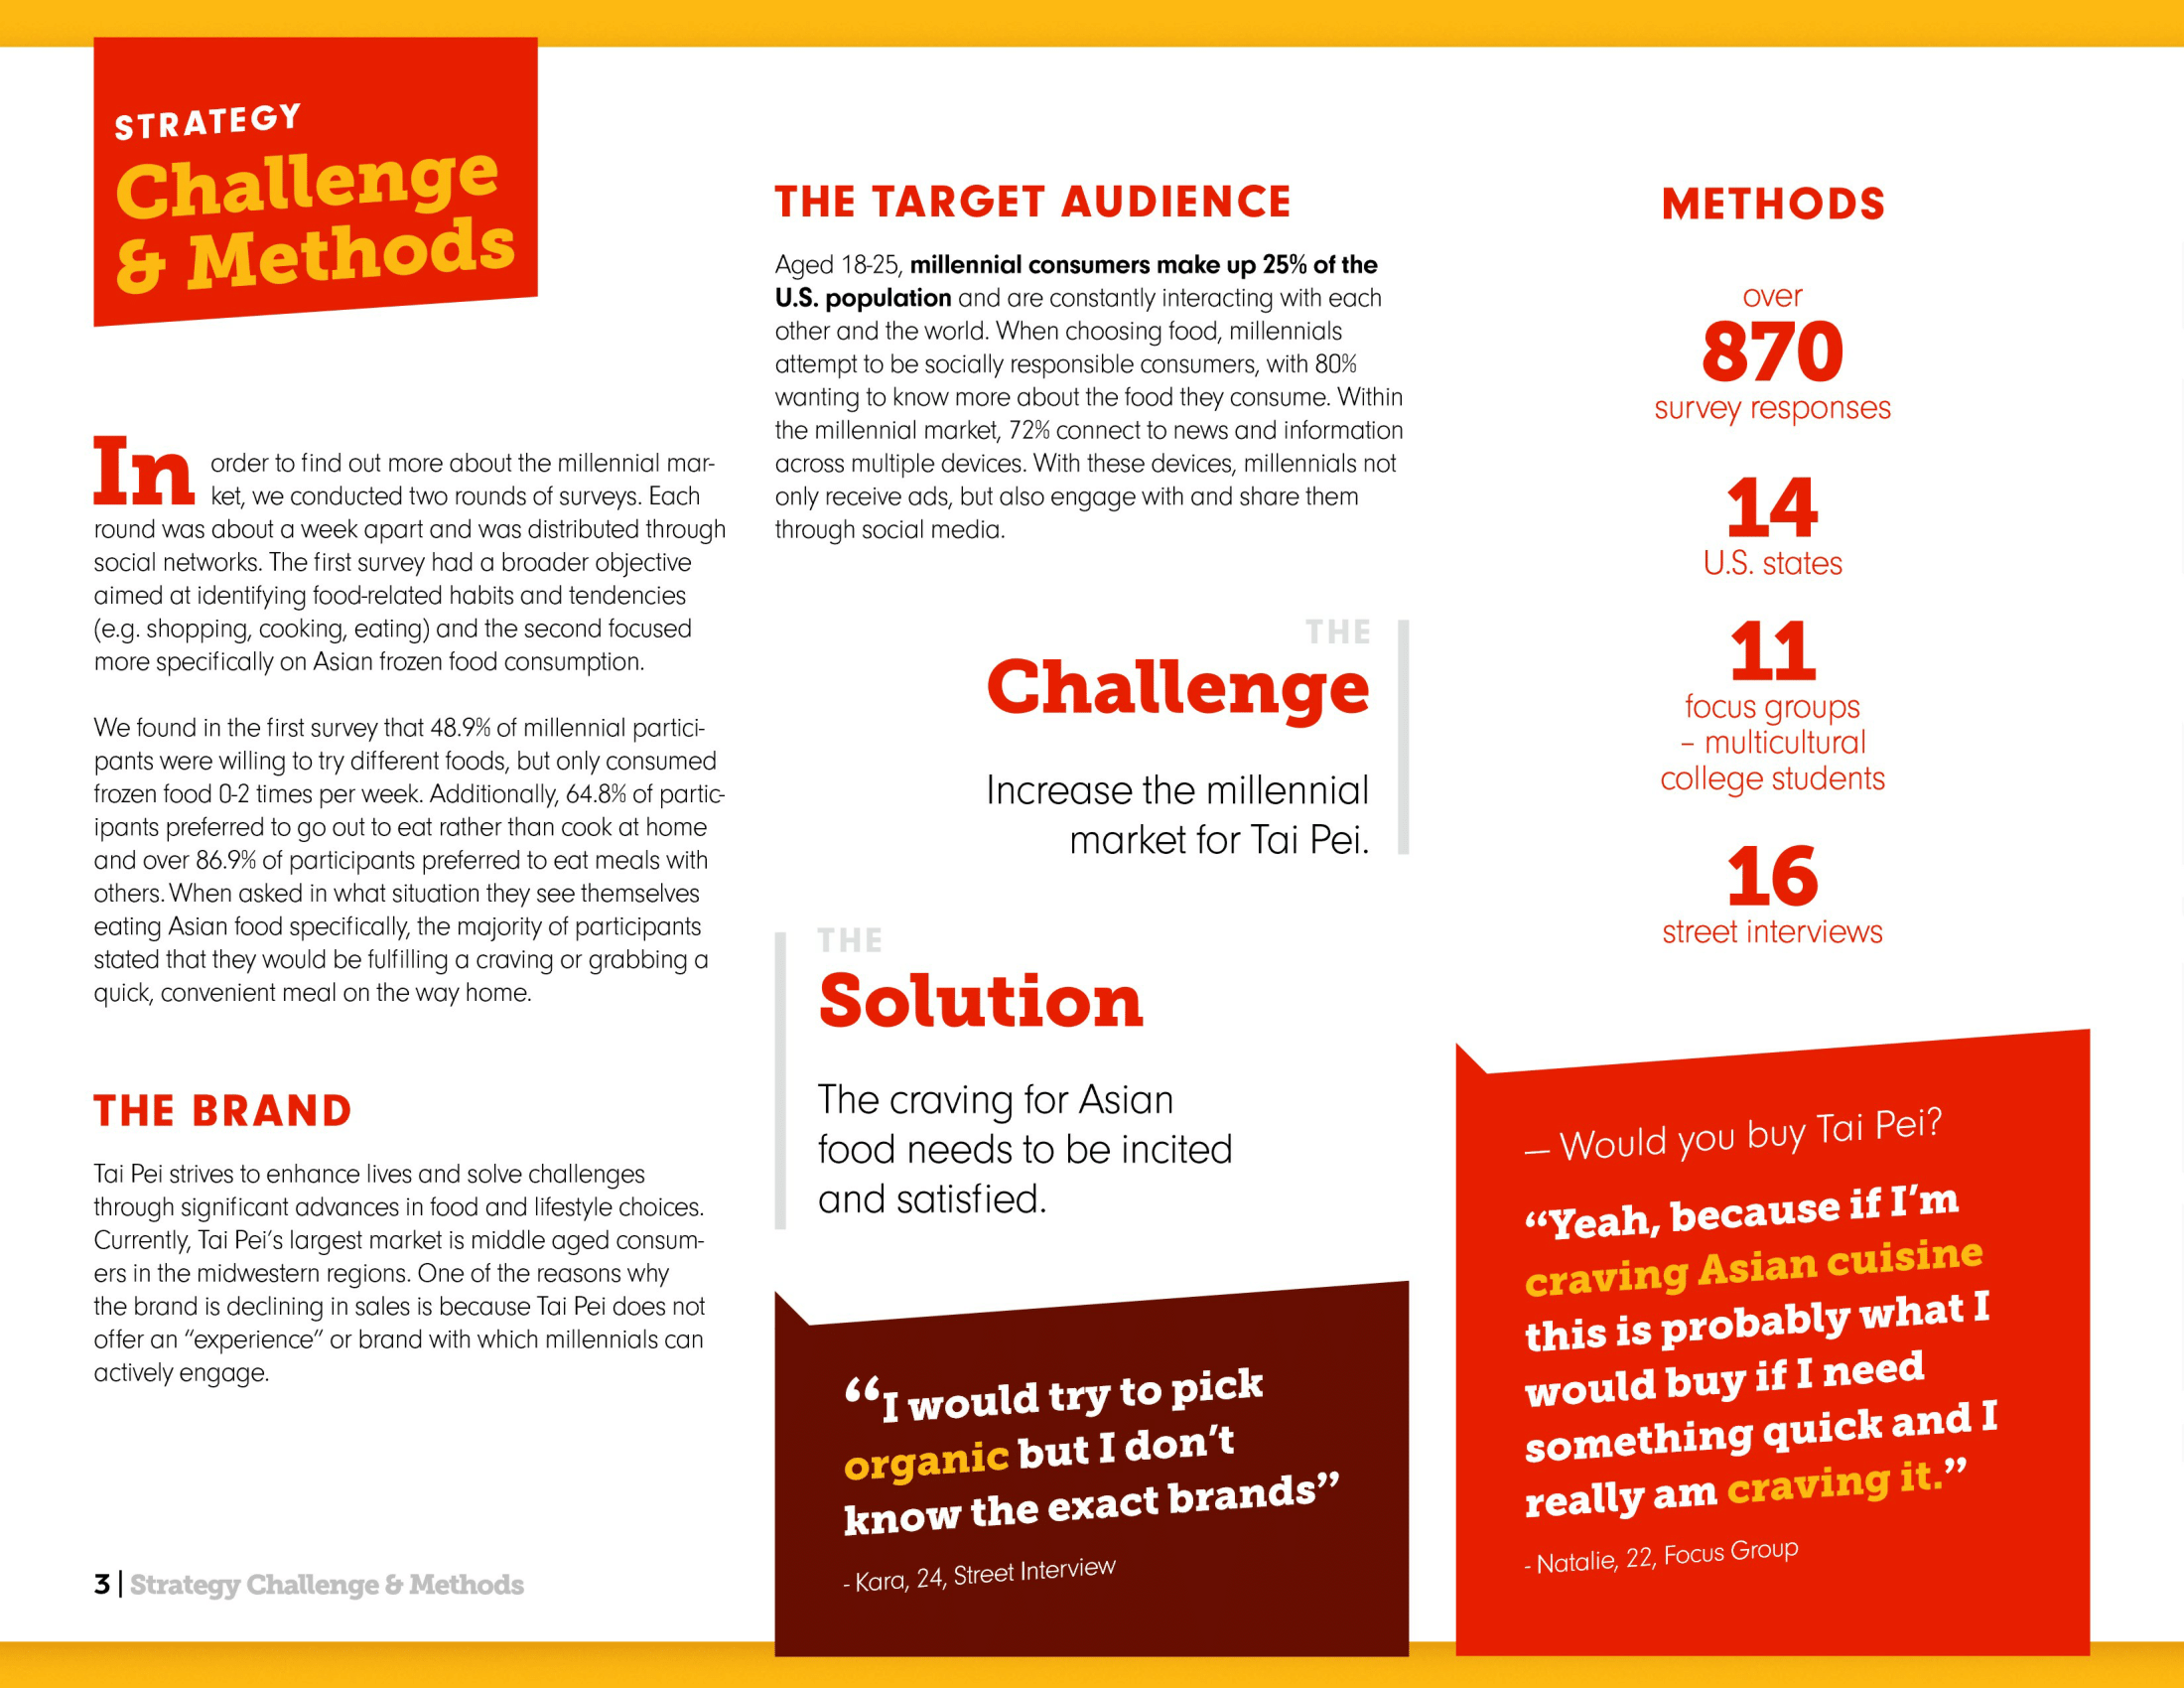 STRATEGY
Challenge
& Methods
In order to find out more about the millennial mar-
ket, we conducted two rounds of surveys. Each
round was about a week apart and was distributed through
social networks. The first survey had a broader objective
aimed at identifying food-related habits and tendencies
(e.g. shopping, cooking, eating) and the second focused
more specifically on Asian frozen food consumption.
We found in the first survey that 48.9% of millennial partici-
pants were willing to try different foods, but only consumed
frozen food 0-2 times per week. Additionally, 64.8% of partic-
ipants preferred to go out to eat rather than cook at home
and over 86.9% of participants preferred to eat meals with
others. When asked in what situation they see themselves
eating Asian food specifically, the majority of participants
stated that they would be fulfilling a craving or grabbing a
quick, convenient meal on the way home.
THE BRAND
Tai Pei strives to enhance lives and solve challenges
through significant advances in food and lifestyle choices.
Currently, Tai Pei's largest market is middle aged consum-
ers in the midwestern regions. One of the reasons why
the brand is declining in sales is because Tai Pei does not
offer an "experience" or brand with which millennials can
actively engage.
3 | Strategy Challenge & Methods
THE TARGET AUDIENCE
Aged 18-25, millennial consumers make up 25% of the
U.S. population and are constantly interacting with each
other and the world. When choosing food, millennials
attempt to be socially responsible consumers, with 80%
wanting to know more about the food they consume. Within
the millennial market, 72% connect to news and information
across multiple devices. With these devices, millennials not
only receive ads, but also engage with and share them
through social media.
THE
Challenge
Increase the millennial
market for Tai Pei.
THE
Solution
The craving for Asian
food needs to be incited
and satisfied.
“I would try to pick
organic but I don’t
know the exact brands”
- Kara, 24, Street Interview
METHODS
over
870
survey responses
14
U.S. states
11
focus groups
– multicultural
college students
16
street interviews
— Would you buy Tai Pei?
“Yeah, because if I’m
craving Asian cuisine
this is probably what I
would buy if I need
something quick and I
really am craving it.”
- Natalie, 22, Focus Group